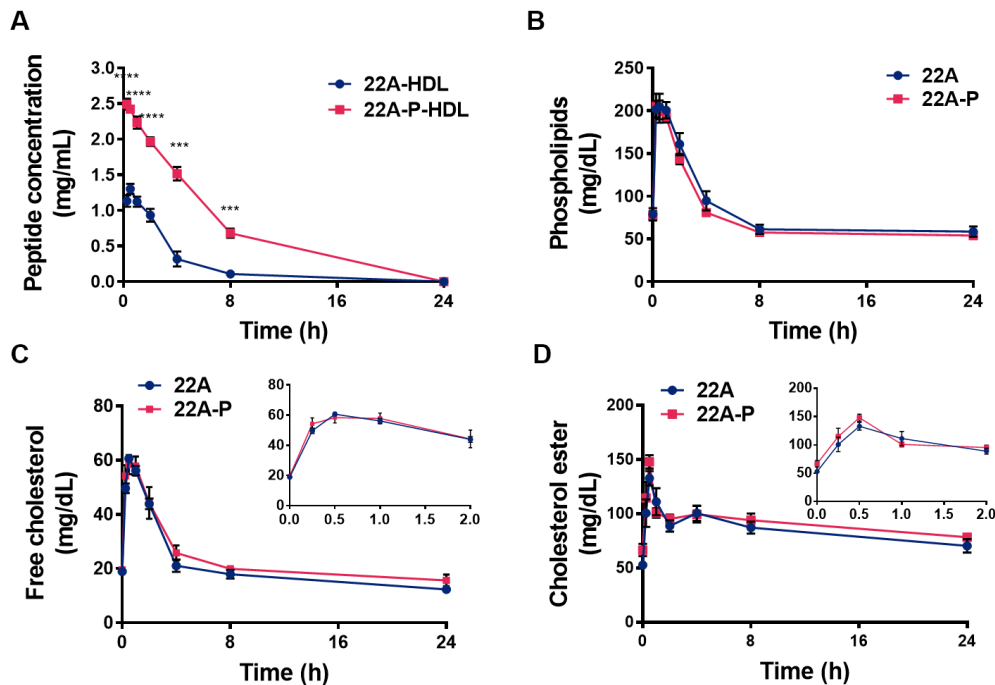 A
Peptide concentration
(mg/mL)
3.0
2.5
2.0
1.5
1.0
0.5
0.0
****
****
****
***
***
22A-HDL
22A-P-HDL
0
8
16
24
Time (h)
B
Phospholipids
(mg/dL)
250
200
150
100
50
0
22A
22A-P
0
8
16
24
Time (h)
C
22A
22A-P
Free cholesterol
(mg/dL)
80
60
40
20
0
80
60
40
20
0
0.0
0.5
1.0
1.5
2.0
0
8
16
24
Time (h)
D
22A
22A-P
Cholesterol ester
(mg/dL)
200
150
100
50
0
200
150
100
50
0
0.0
0.5
1.0
1.5
2.0
0
8
16
24
Time (h)